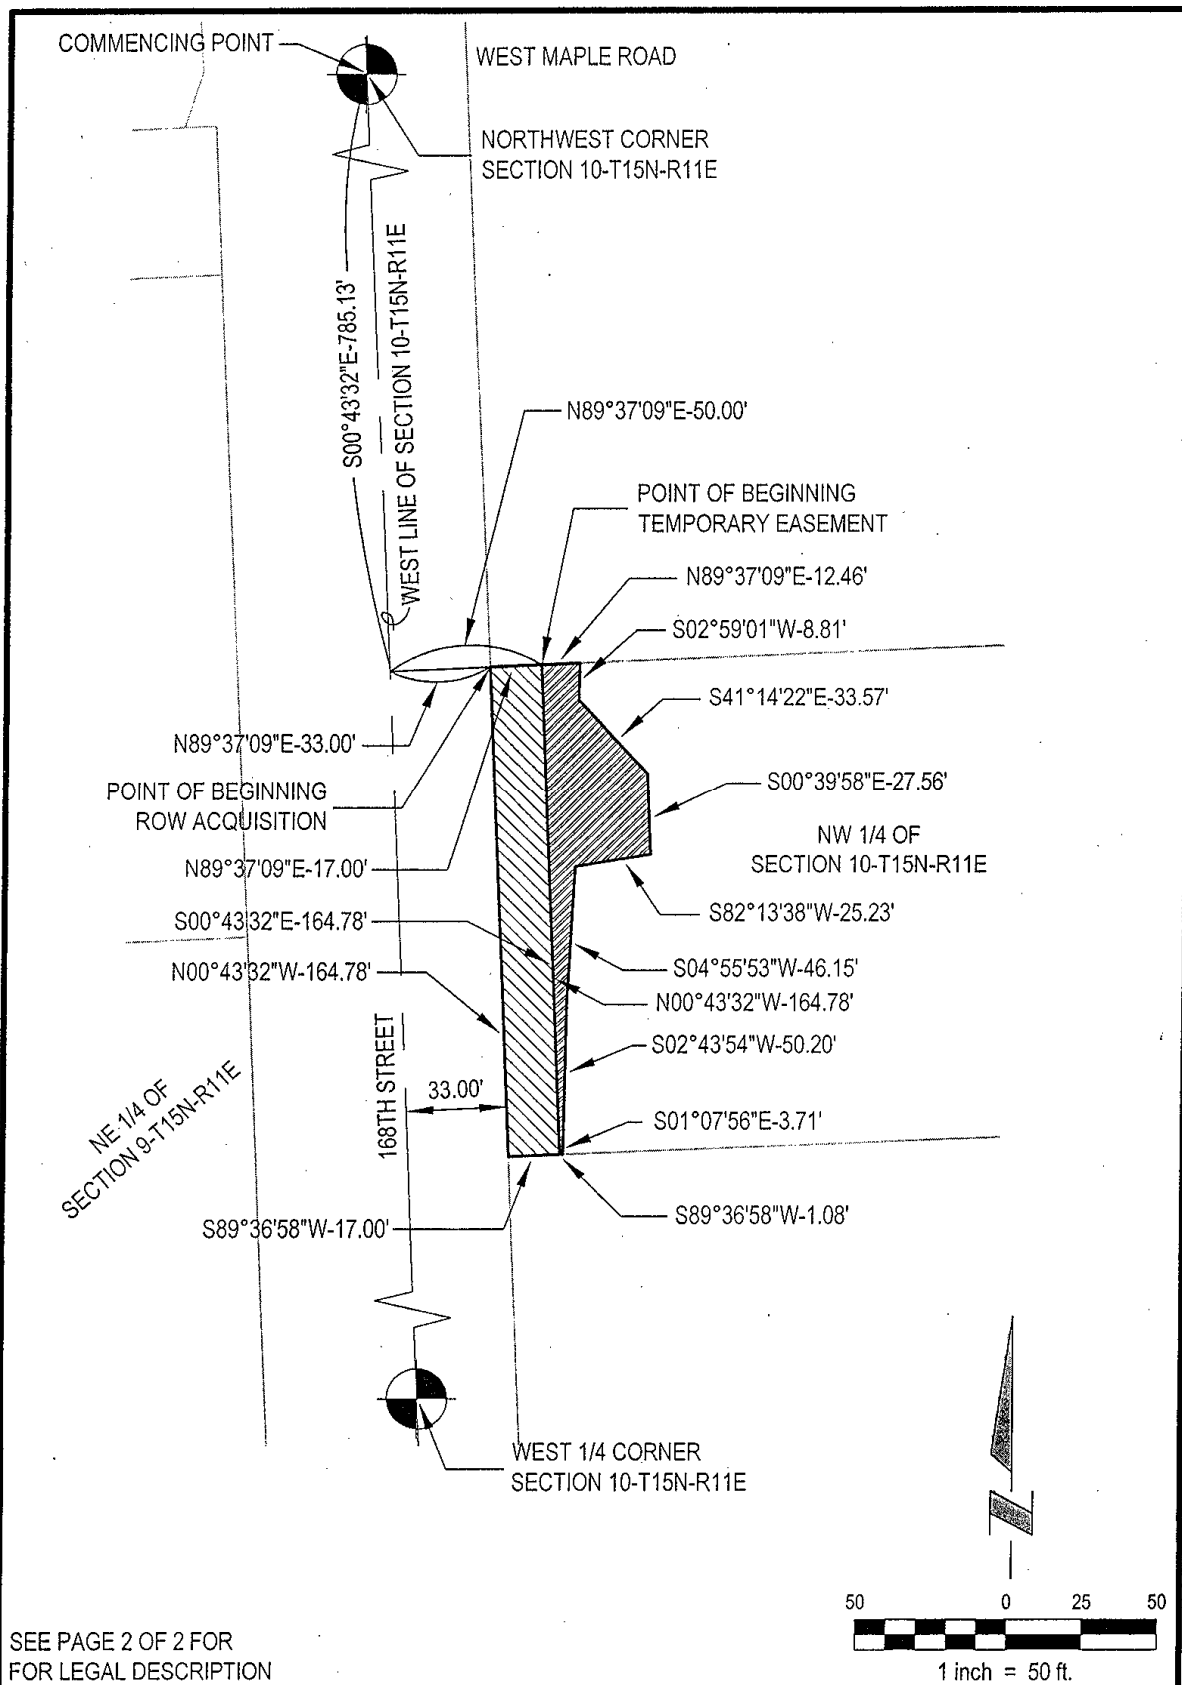 COMMENCING POINT
WEST MAPLE ROAD
NORTHWEST CORNER
SECTION 10-T15N-R11E
S00°43'32"E-785.13'
WEST LINE OF SECTION 10-T15N-R11E
N89°37'09"E-50.00'
POINT OF BEGINNING
TEMPORARY EASEMENT
N89°37'09"E-12.46'
S02°59'01"W-8.81'
S41°14'22"E-33.57'
N89°37'09"E-33.00'
S00°39'58"E-27.56'
POINT OF BEGINNING
ROW ACQUISITION
NW 1/4 OF
SECTION 10-T15N-R11E
N89°37'09"E-17.00'
S82°13'38"W-25.23'
S00°43'32"E-164.78'
S04°55'53"W-46.15'
N00°43'32"W-164.78'
N00°43'32"W-164.78'
S02°43'54"W-50.20'
168TH STREET
33.00'
NE 1/4 OF
SECTION 9-T15N-R11E
S01°07'56"E-3.71'
S89°36'58"W-17.00'
S89°36'58"W-1.08'
WEST 1/4 CORNER
SECTION 10-T15N-R11E
N
50 0 25 50
1 inch = 50 ft.
SEE PAGE 2 OF 2 FOR
FOR LEGAL DESCRIPTION